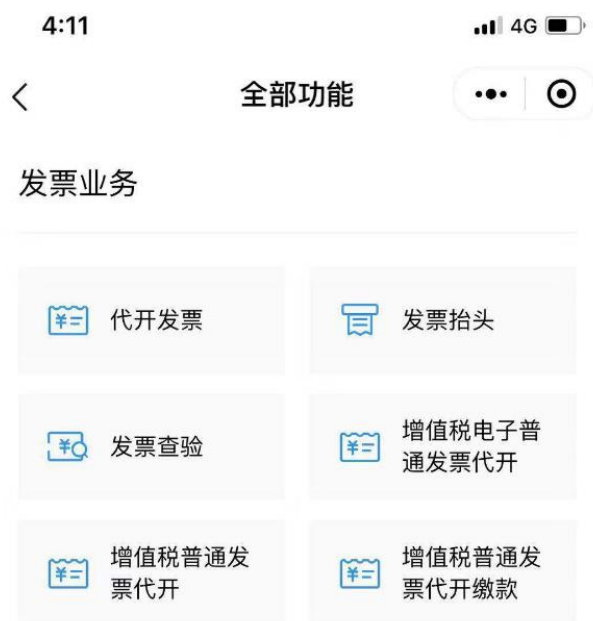 4:11
4G
全部功能
发票业务
代开发票
发票抬头
发票查验
增值税电子普
通发票代开
增值税普通发
票代开
增值税普通发
票代开缴款